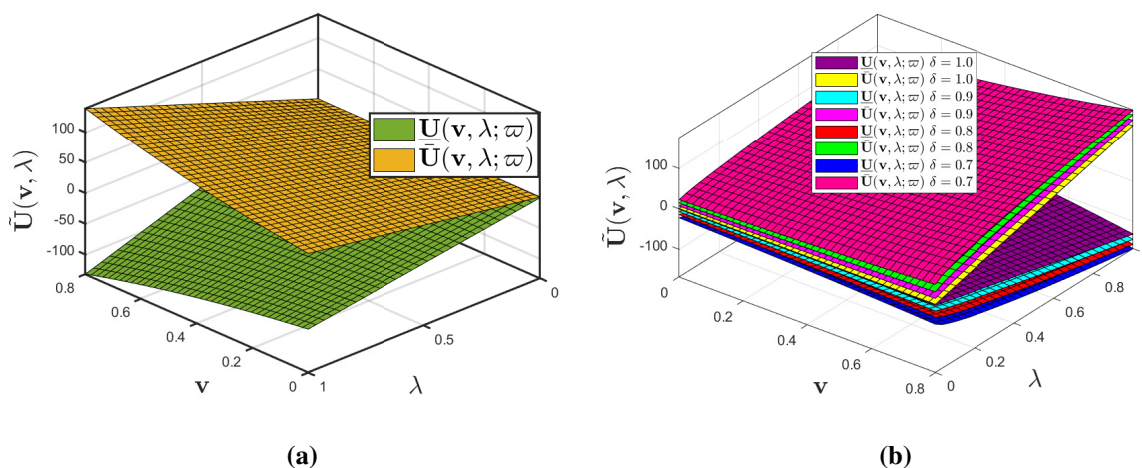 100
50
0
-50
-100
Ũ(v, λ)
0.8
0.6
0.4
0.2
0
v
1
0.5
0
λ
U̲(v, λ; ϖ)
Ū(v, λ; ϖ)
(a)
U̲(v, λ; ϖ) δ = 1.0
Ū(v, λ; ϖ) δ = 1.0
U̲(v, λ; ϖ) δ = 0.9
Ū(v, λ; ϖ) δ = 0.9
U̲(v, λ; ϖ) δ = 0.8
Ū(v, λ; ϖ) δ = 0.8
U̲(v, λ; ϖ) δ = 0.7
Ū(v, λ; ϖ) δ = 0.7
100
0
-100
Ũ(v, λ)
0
0.2
0.4
0.6
0.8
v
0
0.2
0.4
0.6
0.8
λ
(b)